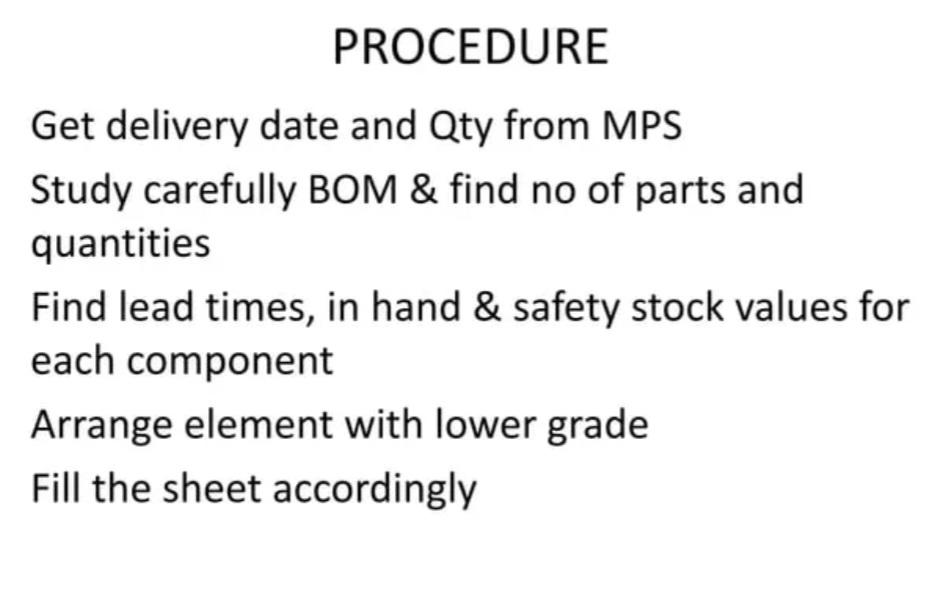 PROCEDURE
Get delivery date and Qty from MPS
Study carefully BOM & find no of parts and
quantities
Find lead times, in hand & safety stock values for
each component
Arrange element with lower grade
Fill the sheet accordingly